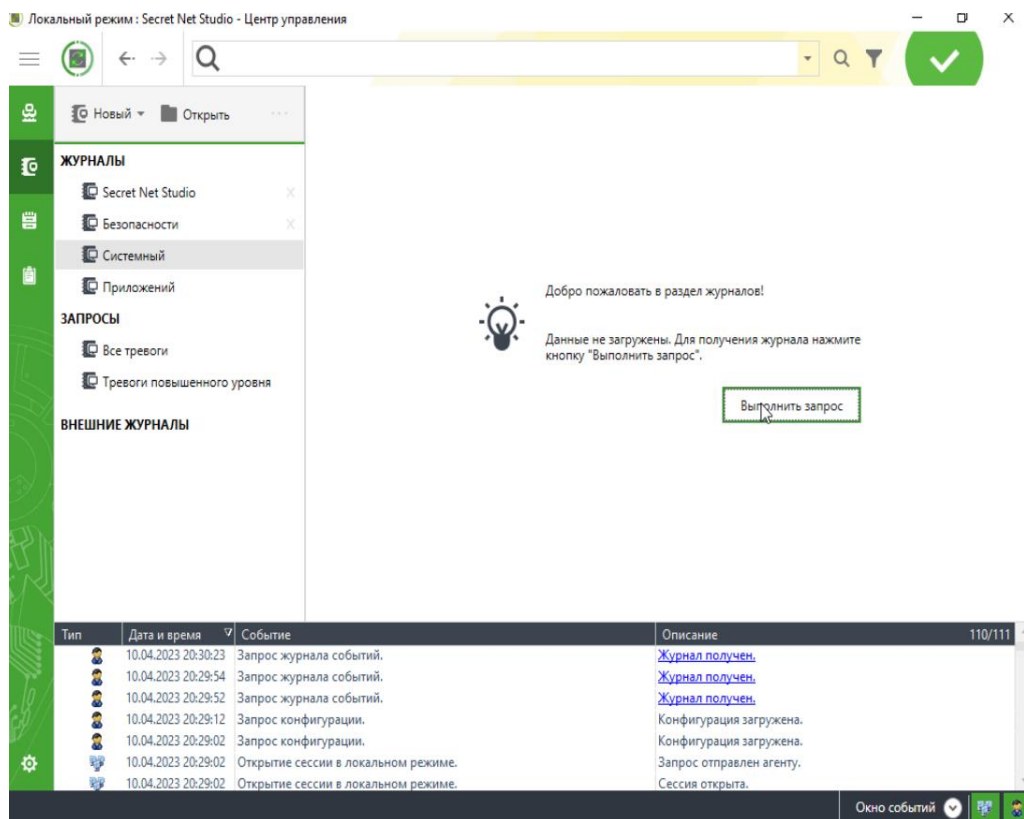 Локальный режим : Secret Net Studio - Центр управления
Новый
Открыть
ЖУРНАЛЫ
Secret Net Studio
Безопасности
Системный
Приложений
ЗАПРОСЫ
Все тревоги
Тревоги повышенного уровня
ВНЕШНИЕ ЖУРНАЛЫ
Добро пожаловать в раздел журналов!
Данные не загружены. Для получения журнала нажмите
кнопку "Выполнить запрос".
Выполнить запрос
Тип Дата и время Событие Описание 110/111
10.04.2023 20:30:23 Запрос журнала событий. Журнал получен.
10.04.2023 20:29:54 Запрос журнала событий. Журнал получен.
10.04.2023 20:29:52 Запрос журнала событий. Журнал получен.
10.04.2023 20:29:12 Запрос конфигурации. Конфигурация загружена.
10.04.2023 20:29:02 Запрос конфигурации. Конфигурация загружена.
10.04.2023 20:29:02 Открытие сессии в локальном режиме. Запрос отправлен агенту.
10.04.2023 20:29:02 Открытие сессии в локальном режиме. Сессия открыта.
Окно событий